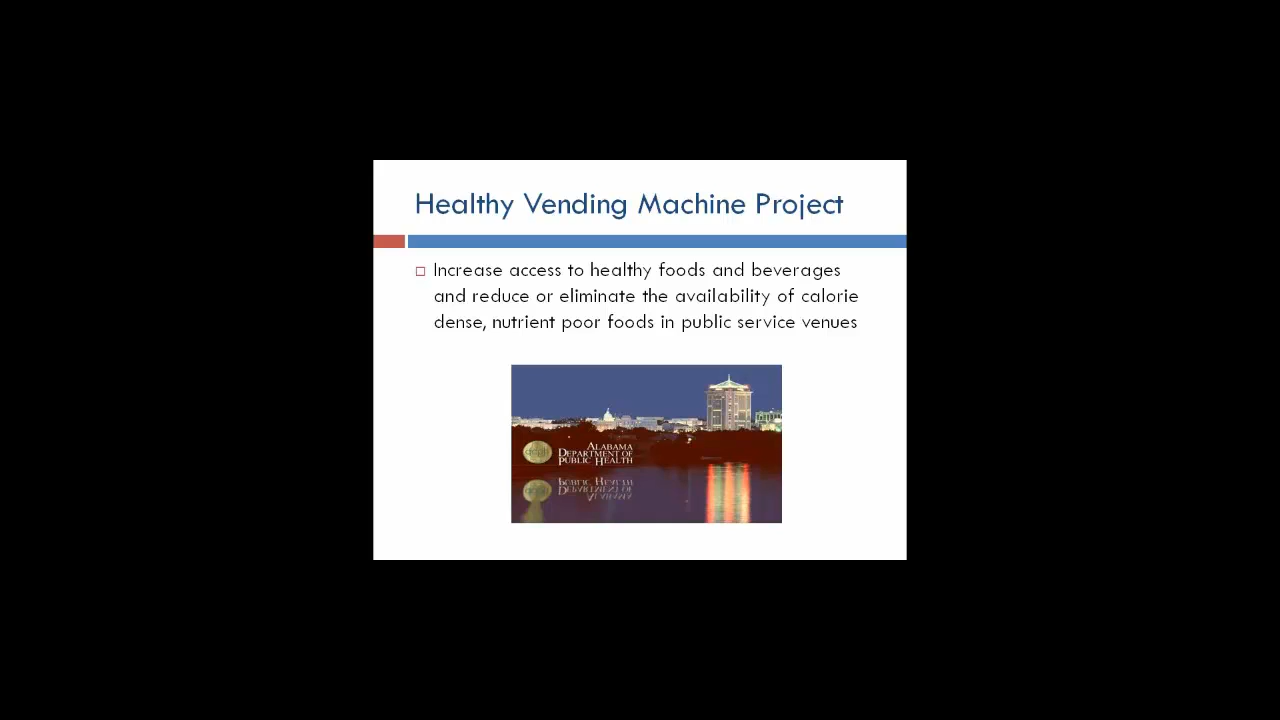 Healthy Vending Machine Project
Increase access to healthy foods and beverages
and reduce or eliminate the availability of calorie
dense, nutrient poor foods in public service venues
ALABAMA
DEPARTMENT OF
PUBLIC HEALTH